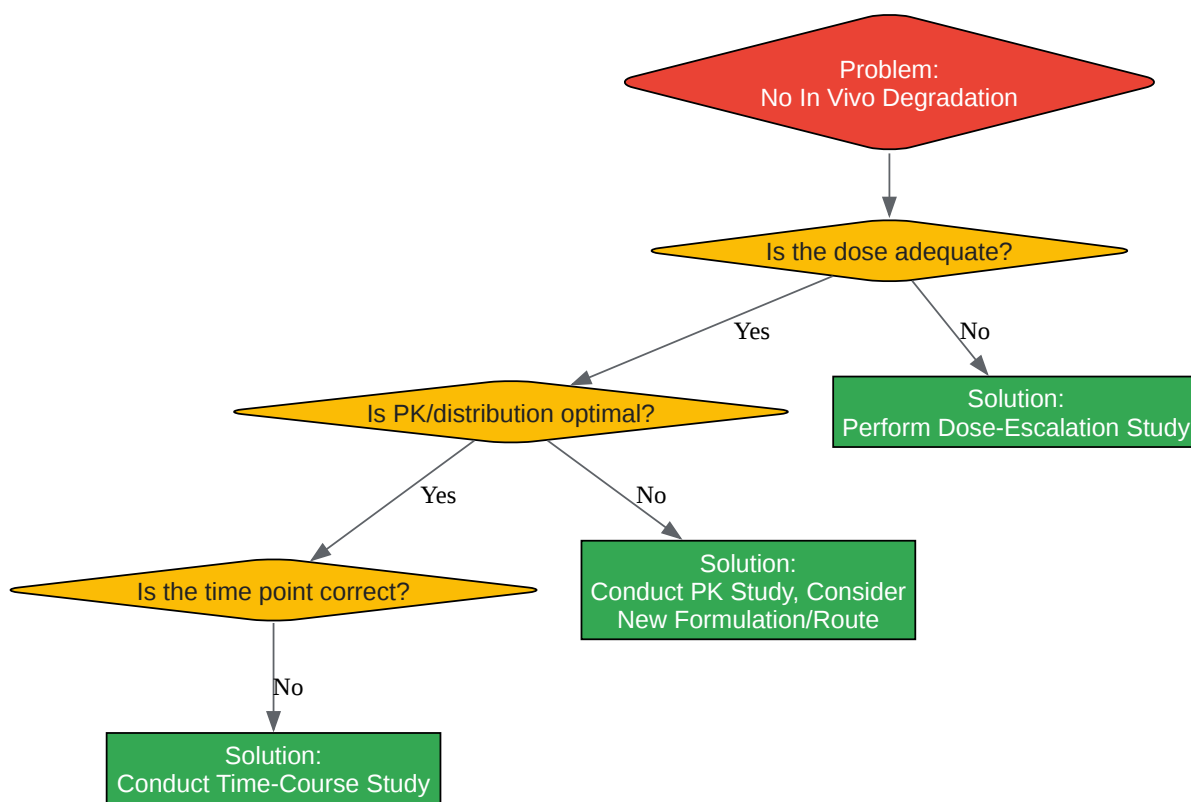 Problem:
No In Vivo Degradation
Is the dose adequate?
Yes
No
Is PK/distribution optimal?
Solution:
Perform Dose-Escalation Study
Yes
No
Is the time point correct?
Solution:
Conduct PK Study, Consider
New Formulation/Route
No
Solution:
Conduct Time-Course Study